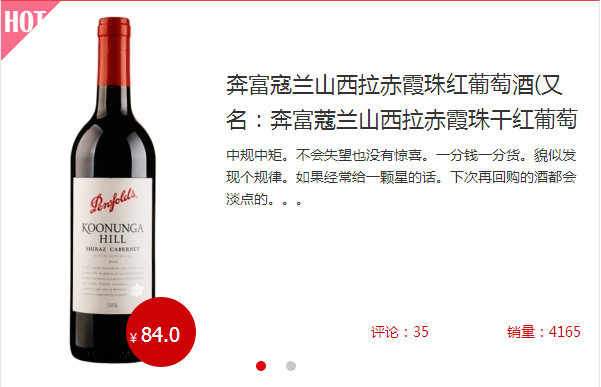 HOT
奔富寇兰山西拉赤霞珠红葡萄酒(又
名：奔富蔻兰山西拉赤霞珠干红葡萄
中规中矩。不会失望也没有惊喜。一分钱一分货。貌似发
现个规律。如果经常给一颗星的话。下次再回购的酒都会
淡点的。。。
Penfolds
KOONUNGA
HILL
SHIRAZ CABERNET
SOUTH AUSTRALIA
¥ 84.0
评论：35
销量：4165